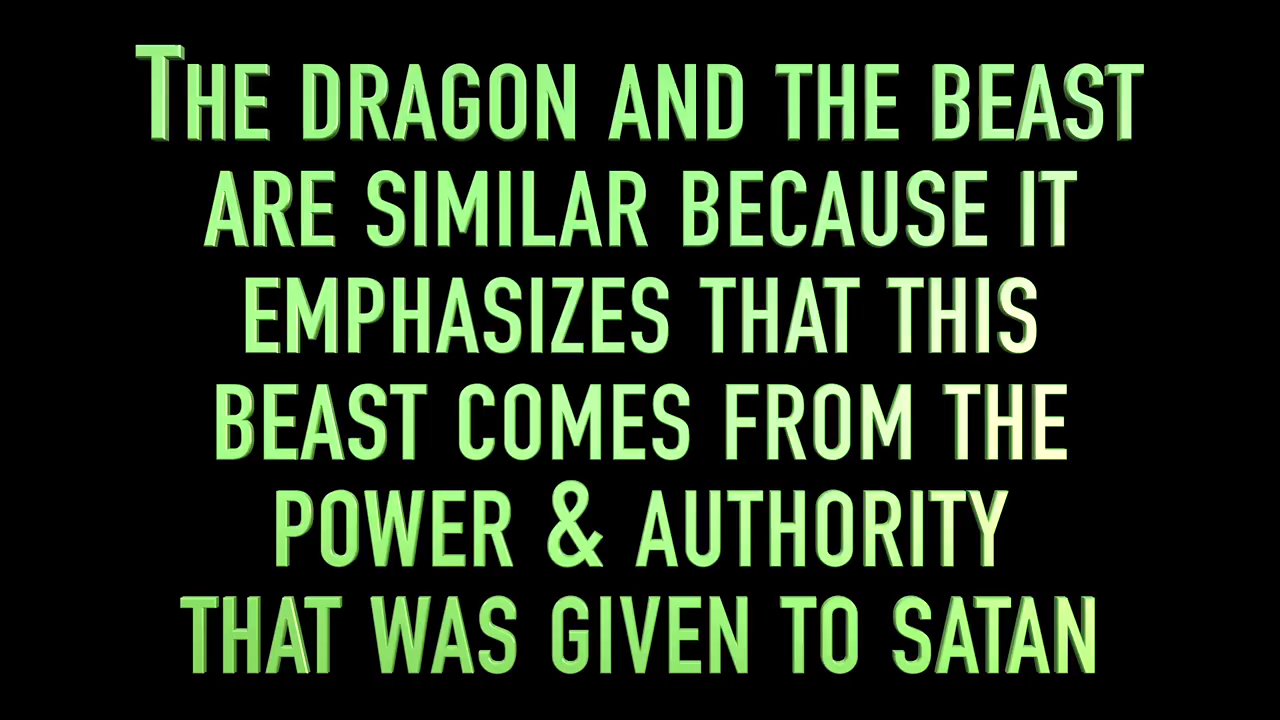 THE DRAGON AND THE BEAST
ARE SIMILAR BECAUSE IT
EMPHASIZES THAT THIS
BEAST COMES FROM THE
POWER & AUTHORITY
THAT WAS GIVEN TO SATAN